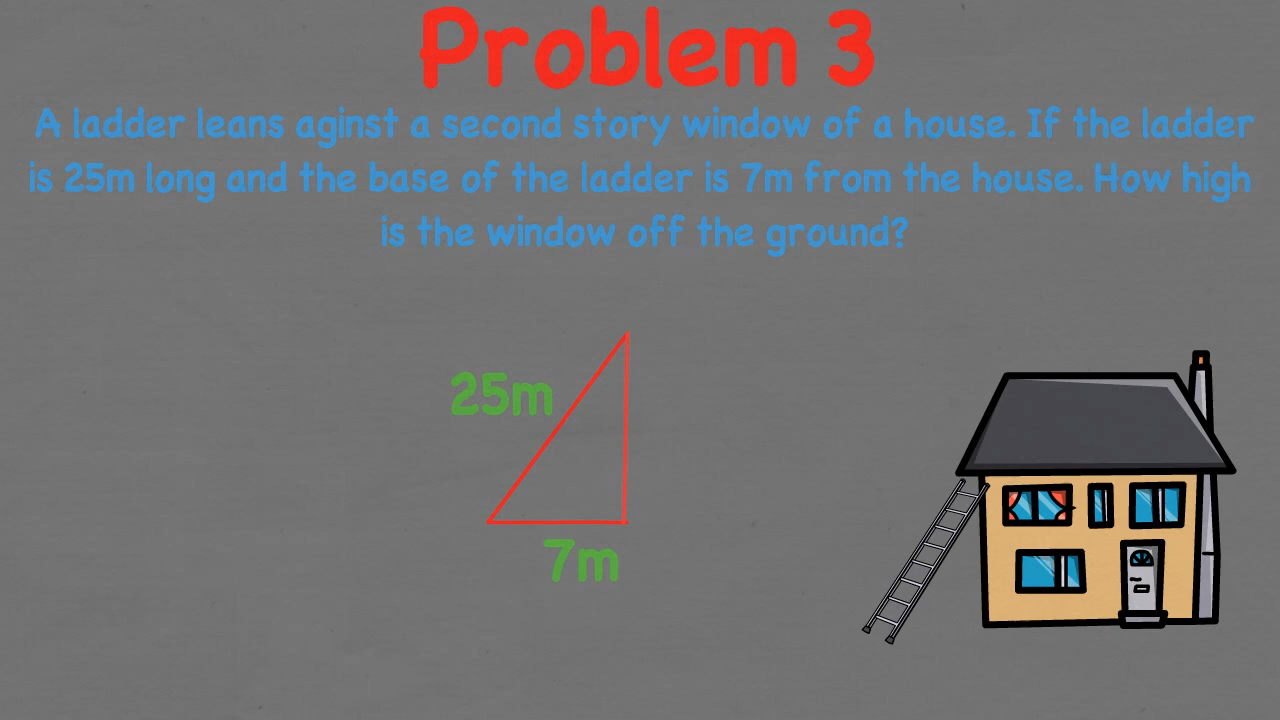 Problem 3
A ladder leans aginst a second story window of a house. If the ladder
is 25m long and the base of the ladder is 7m from the house. How high
is the window off the ground?
25m
7m